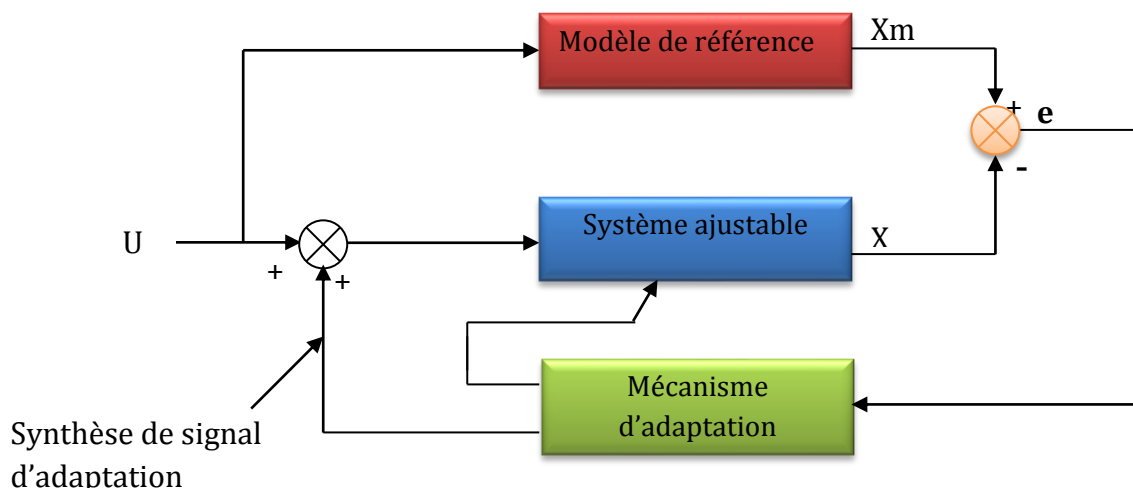 Modèle de référence
Xm
+
e
-
Système ajustable
X
U
+
+
Mécanisme
d'adaptation
Synthèse de signal
d'adaptation